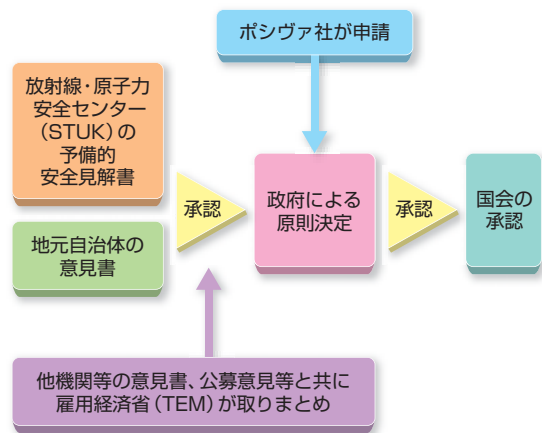 ポシヴァ社が申請
放射線・原子力
安全センター
（STUK）の
予備的
安全見解書
地元自治体の
意見書
承認
政府による
原則決定
承認
国会の
承認
他機関等の意見書、公募意見等と共に
雇用経済省（TEM）が取りまとめ